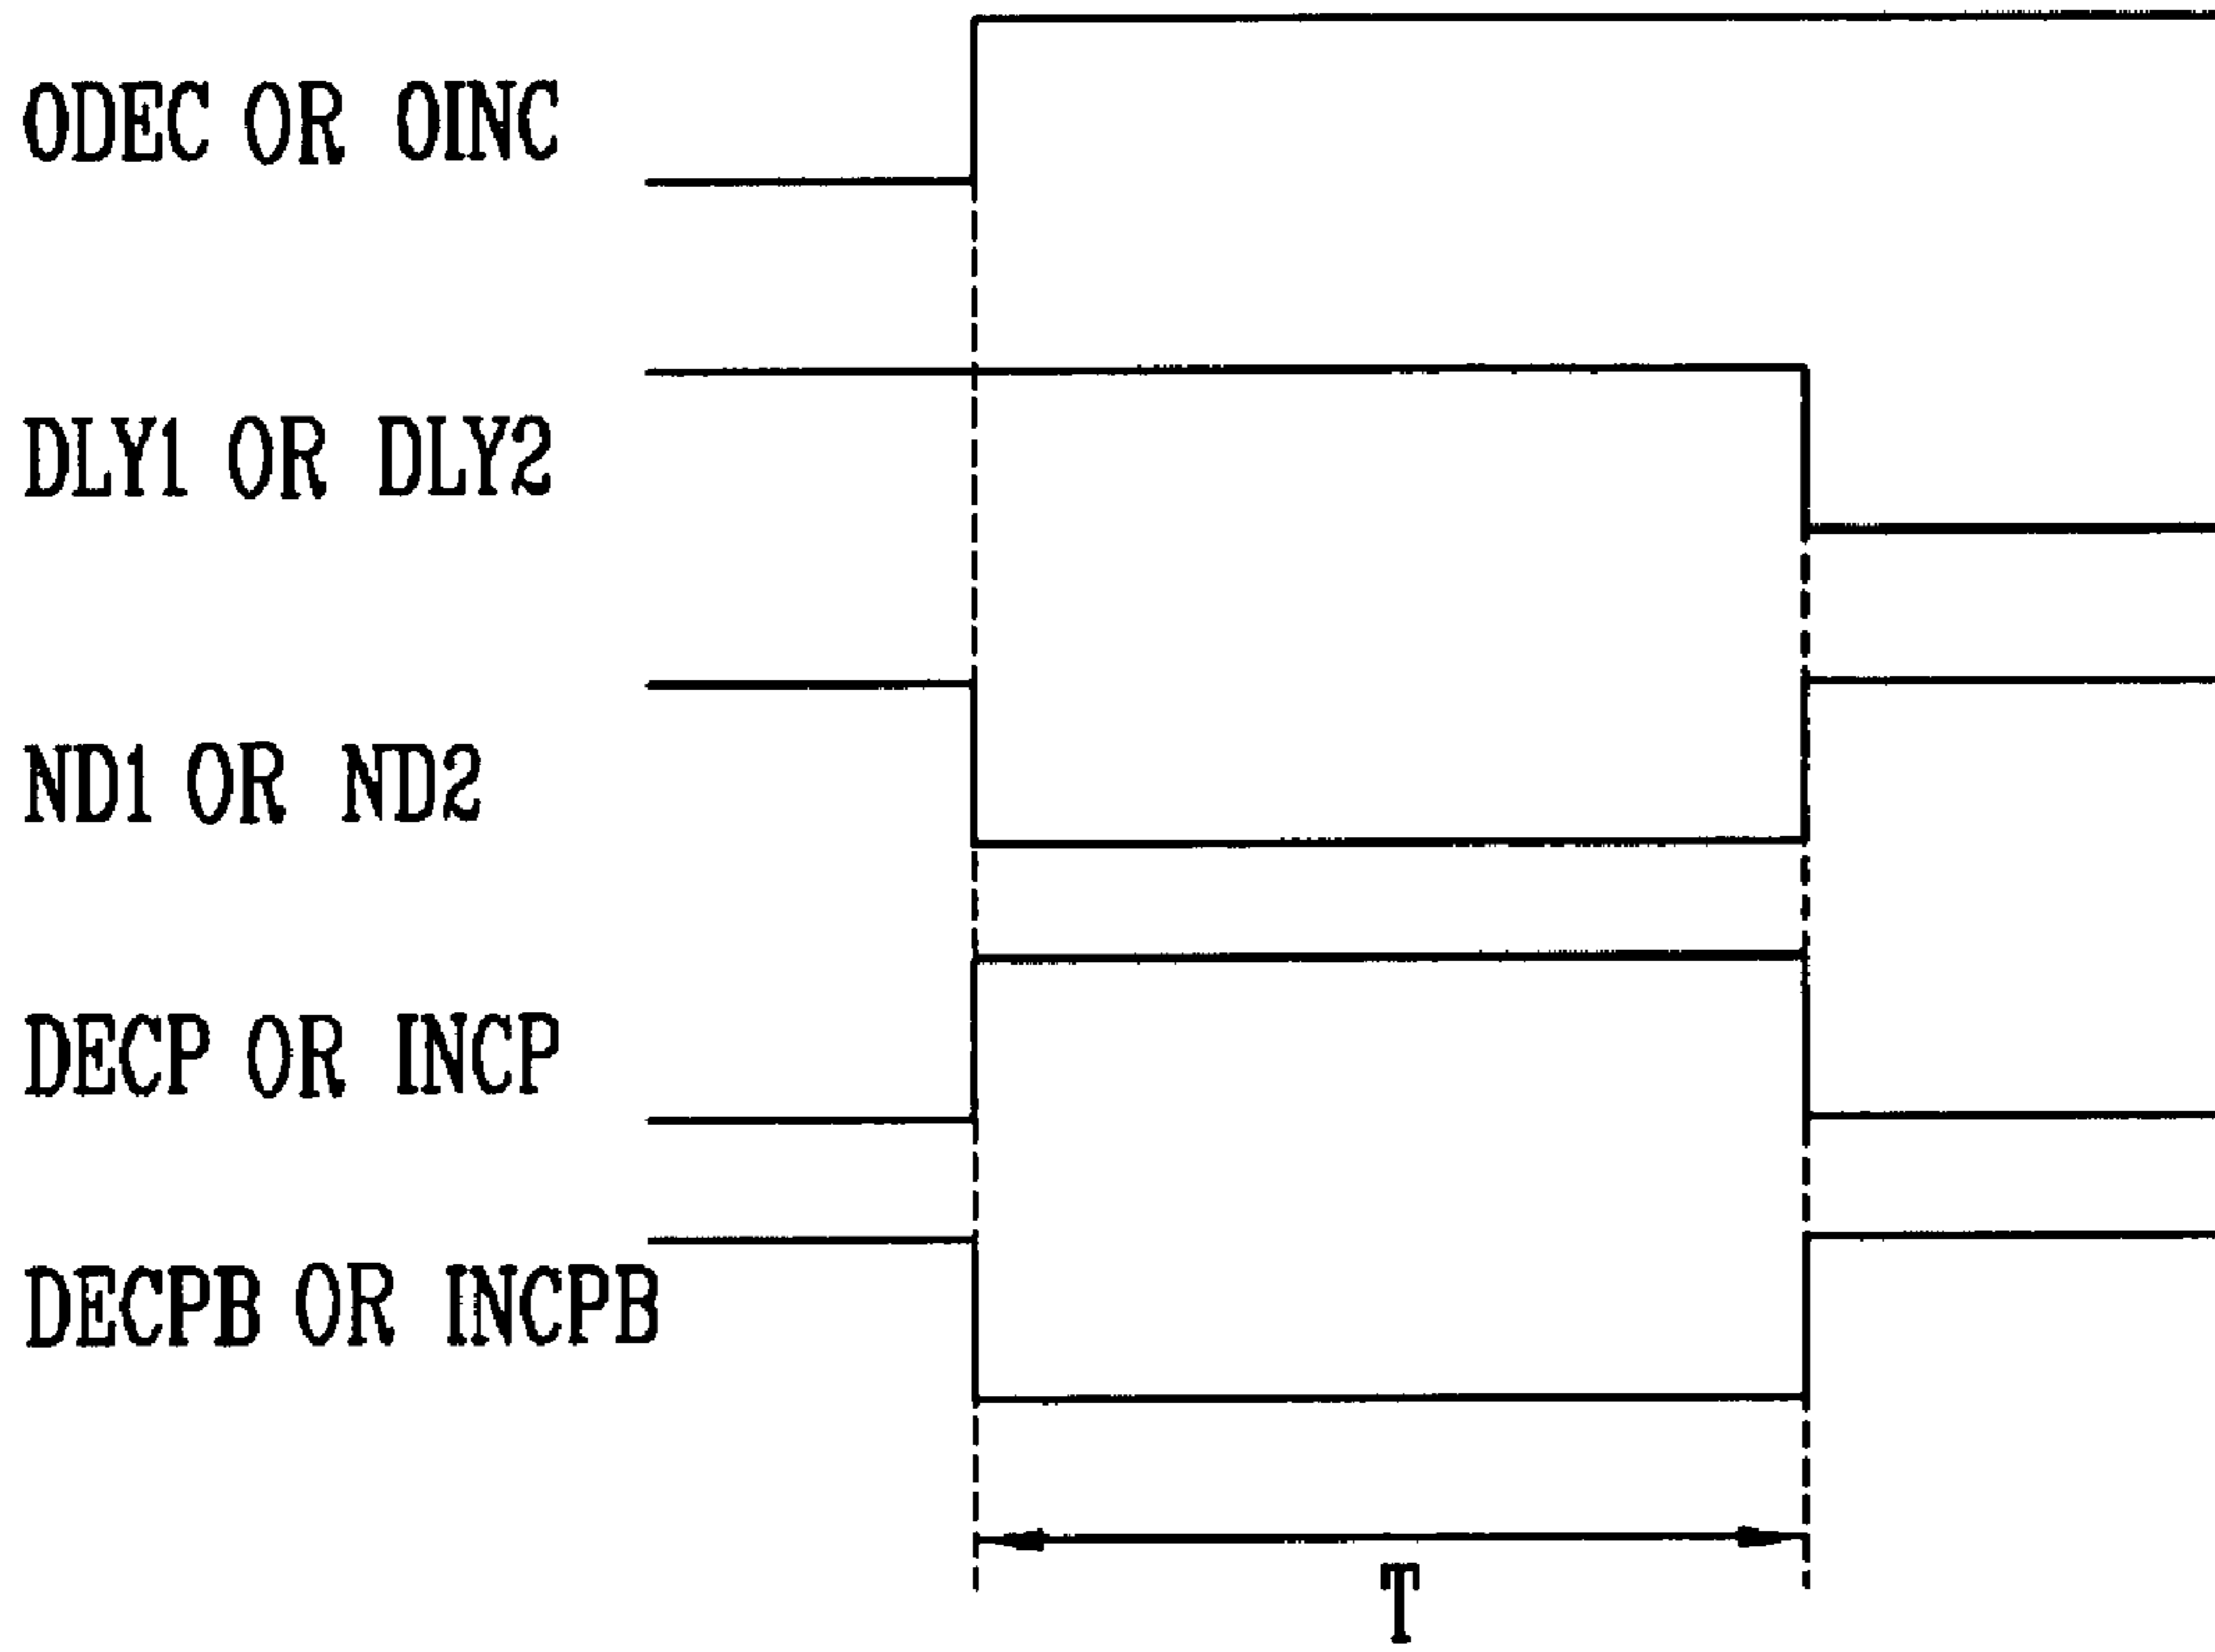 ODEC OR OINC
DLY1 OR DLY2
ND1 OR ND2
DECP OR INCP
DECPB OR INCPB
T